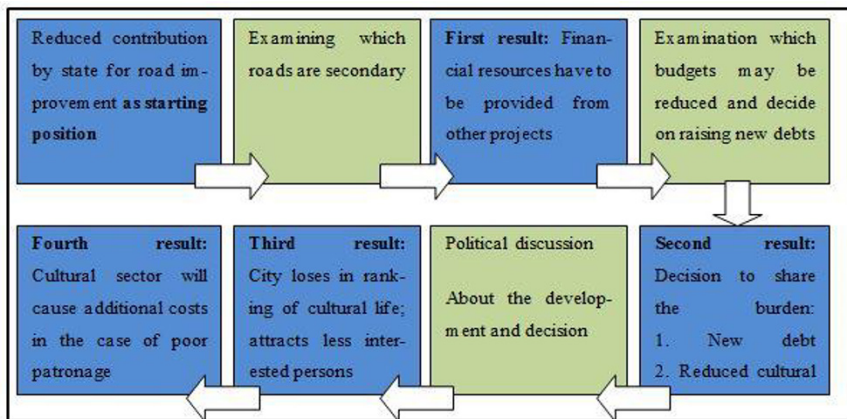 Reduced contribution
by state for road im-
provement as starting
position
Examining which
roads are secondary
First result: Finan-
cial resources have to
be provided from
other projects
Examination which
budgets may be
reduced and decide
on raising new debts
Second result:
Decision to share
the burden:
1. New debt
2. Reduced cultural
Political discussion
About the develop-
ment and decision
Third result:
City loses in rank-
ing of cultural life;
attracts less inter-
ested persons
Fourth result:
Cultural sector will
cause additional costs
in the case of poor
patronage